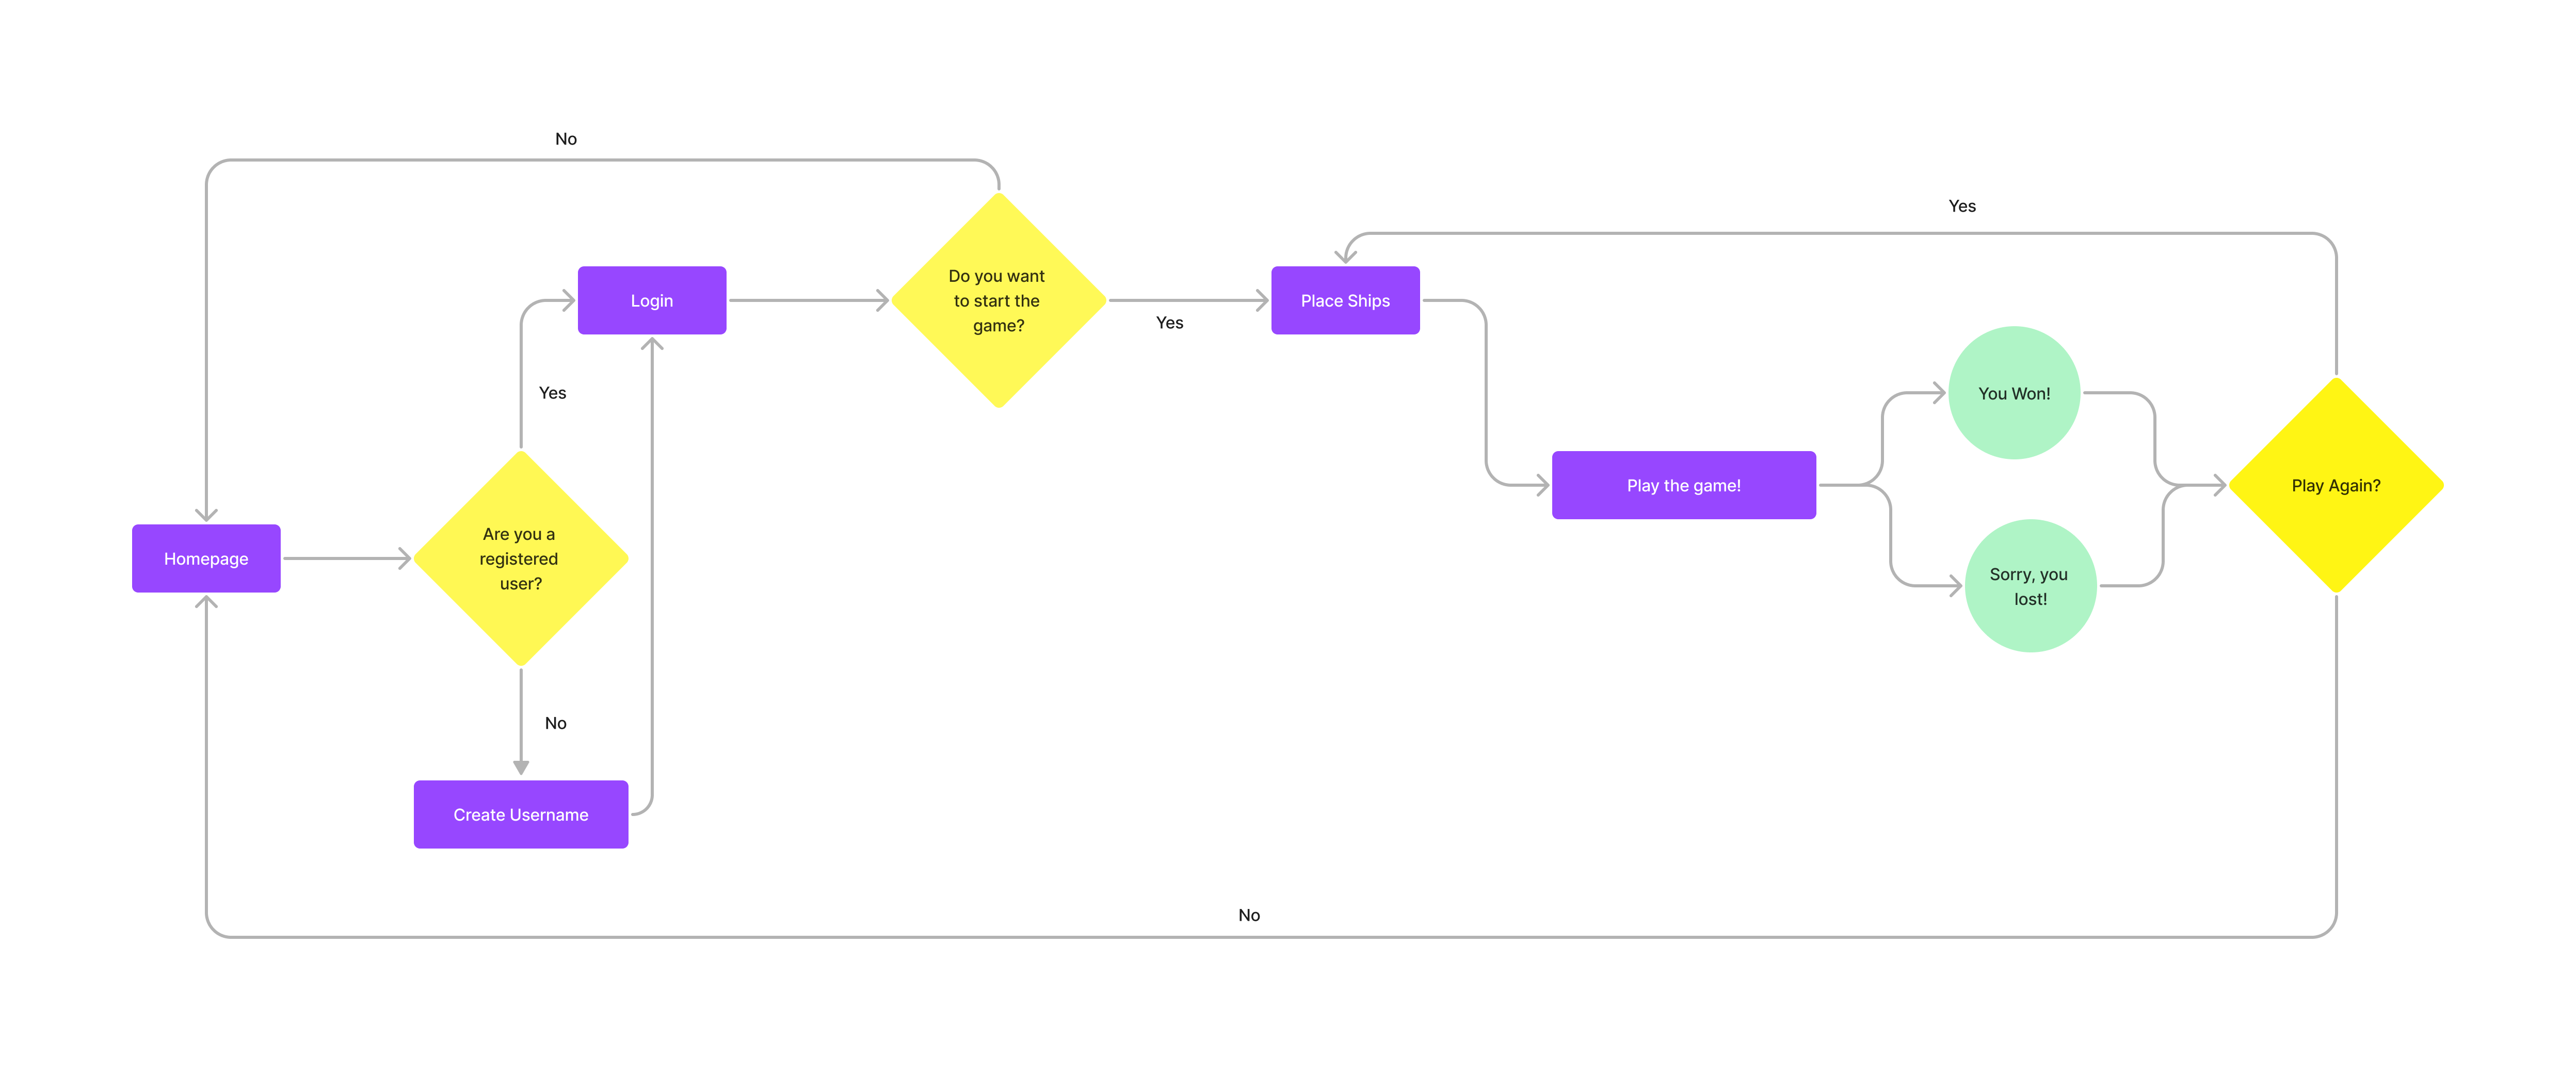 No
Yes
Do you want
to start the
game?
Login
Place Ships
Yes
Yes
You Won!
Play the game!
Play Again?
Are you a
registered
user?
Homepage
Sorry, you
lost!
No
Create Username
No